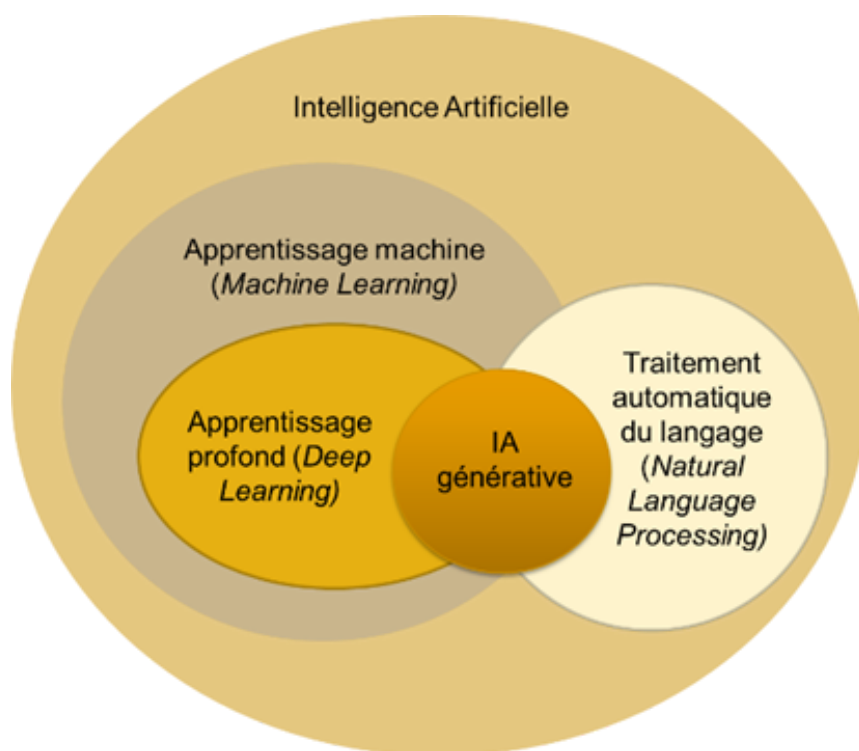 Intelligence Artificielle
Apprentissage machine
(Machine Learning)
Apprentissage
profond (Deep
Learning)
IA
générative
Traitement
automatique
du langage
(Natural
Language
Processing)